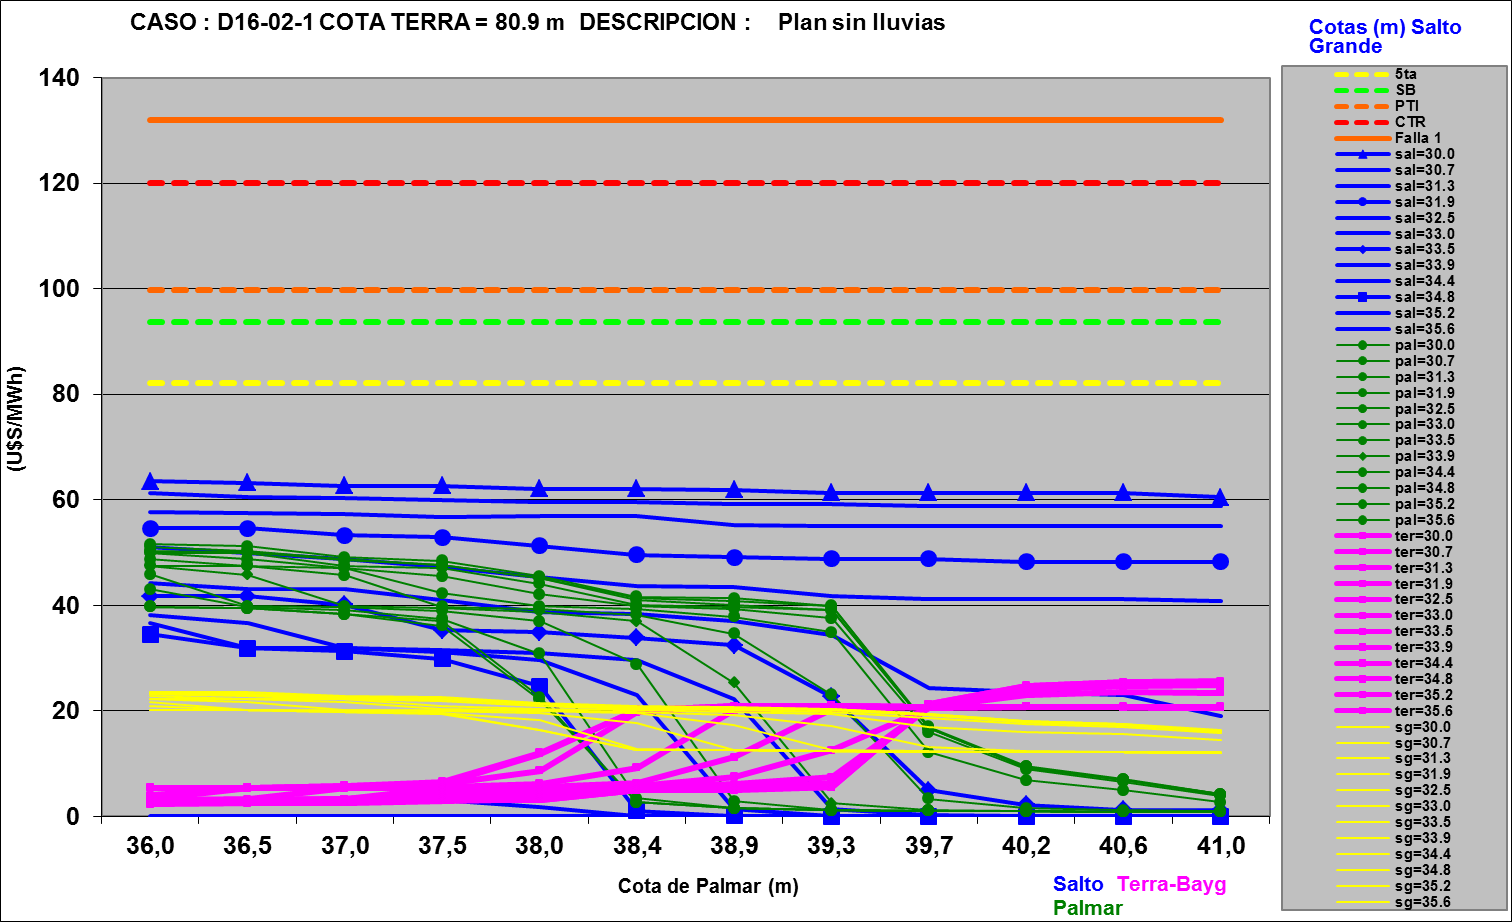 CASO : D16-02-1 COTA TERRA = 80.9 m DESCRIPCION : Plan sin lluvias
Cotas (m) Salto
Grande
140
120
100
80
60
40
20
0
(U$S/MWh)
36,0 36,5 37,0 37,5 38,0 38,4 38,9 39,3 39,7 40,2 40,6 41,0
Cota de Palmar (m)
Salto Terra-Bayg
Palmar
5ta
SB
PTI
CTR
Falla 1
sal=30.0
sal=30.7
sal=31.3
sal=31.9
sal=32.5
sal=33.0
sal=33.5
sal=33.9
sal=34.4
sal=34.8
sal=35.2
sal=35.6
pal=30.0
pal=30.7
pal=31.3
pal=31.9
pal=32.5
pal=33.0
pal=33.5
pal=33.9
pal=34.4
pal=34.8
pal=35.2
pal=35.6
ter=30.0
ter=30.7
ter=31.3
ter=31.9
ter=32.5
ter=33.0
ter=33.5
ter=33.9
ter=34.4
ter=34.8
ter=35.2
ter=35.6
sg=30.0
sg=30.7
sg=31.3
sg=31.9
sg=32.5
sg=33.0
sg=33.5
sg=33.9
sg=34.4
sg=34.8
sg=35.2
sg=35.6